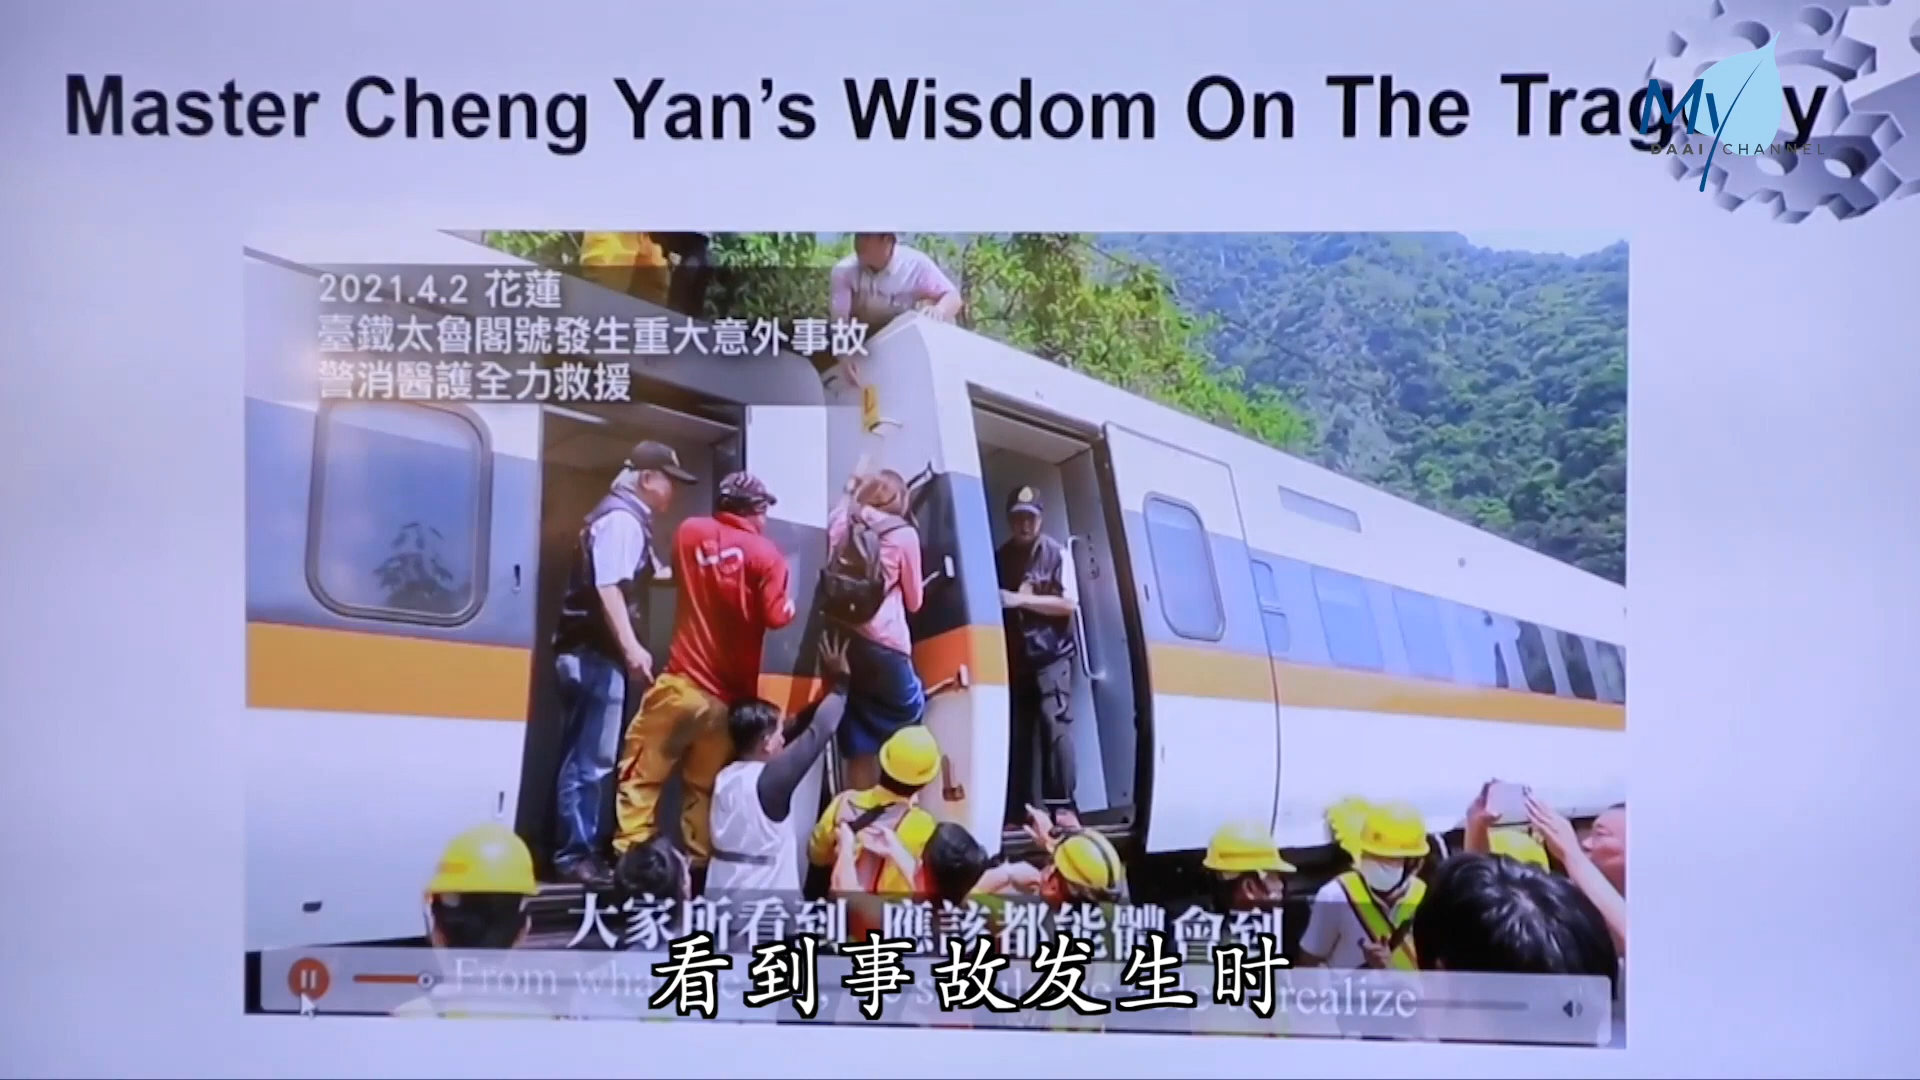 Master Cheng Yan's Wisdom On The Tragedy
My
DAAI CHANNEL
2021.4.2 花蓮
臺鐵太魯閣號發生重大意外事故
警消醫護全力救援
大家所看到 應該都能體會到
From what
realize
看到事故发生时